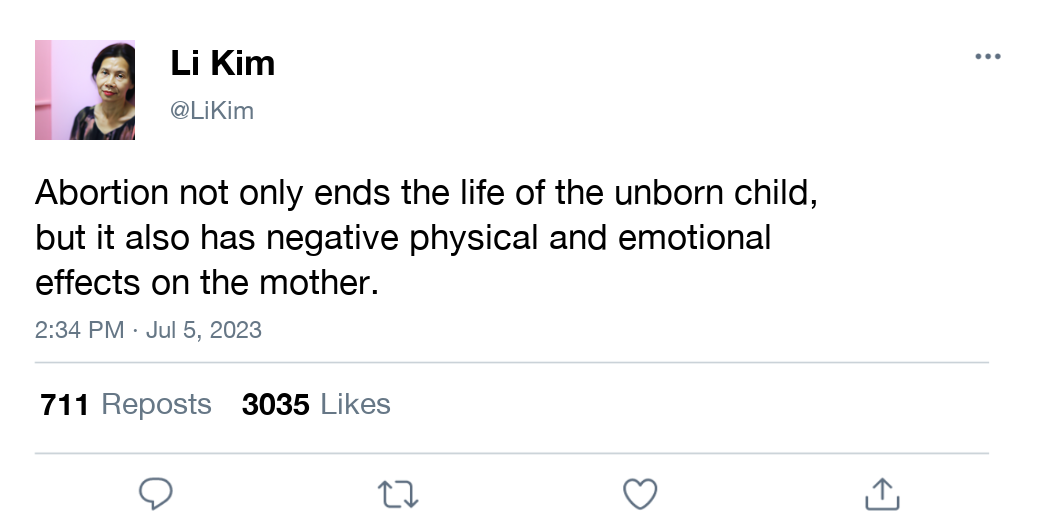 Li Kim
@LiKim
Abortion not only ends the life of the unborn child,
but it also has negative physical and emotional
effects on the mother.
2:34 PM · Jul 5, 2023
711 Reposts 3035 Likes